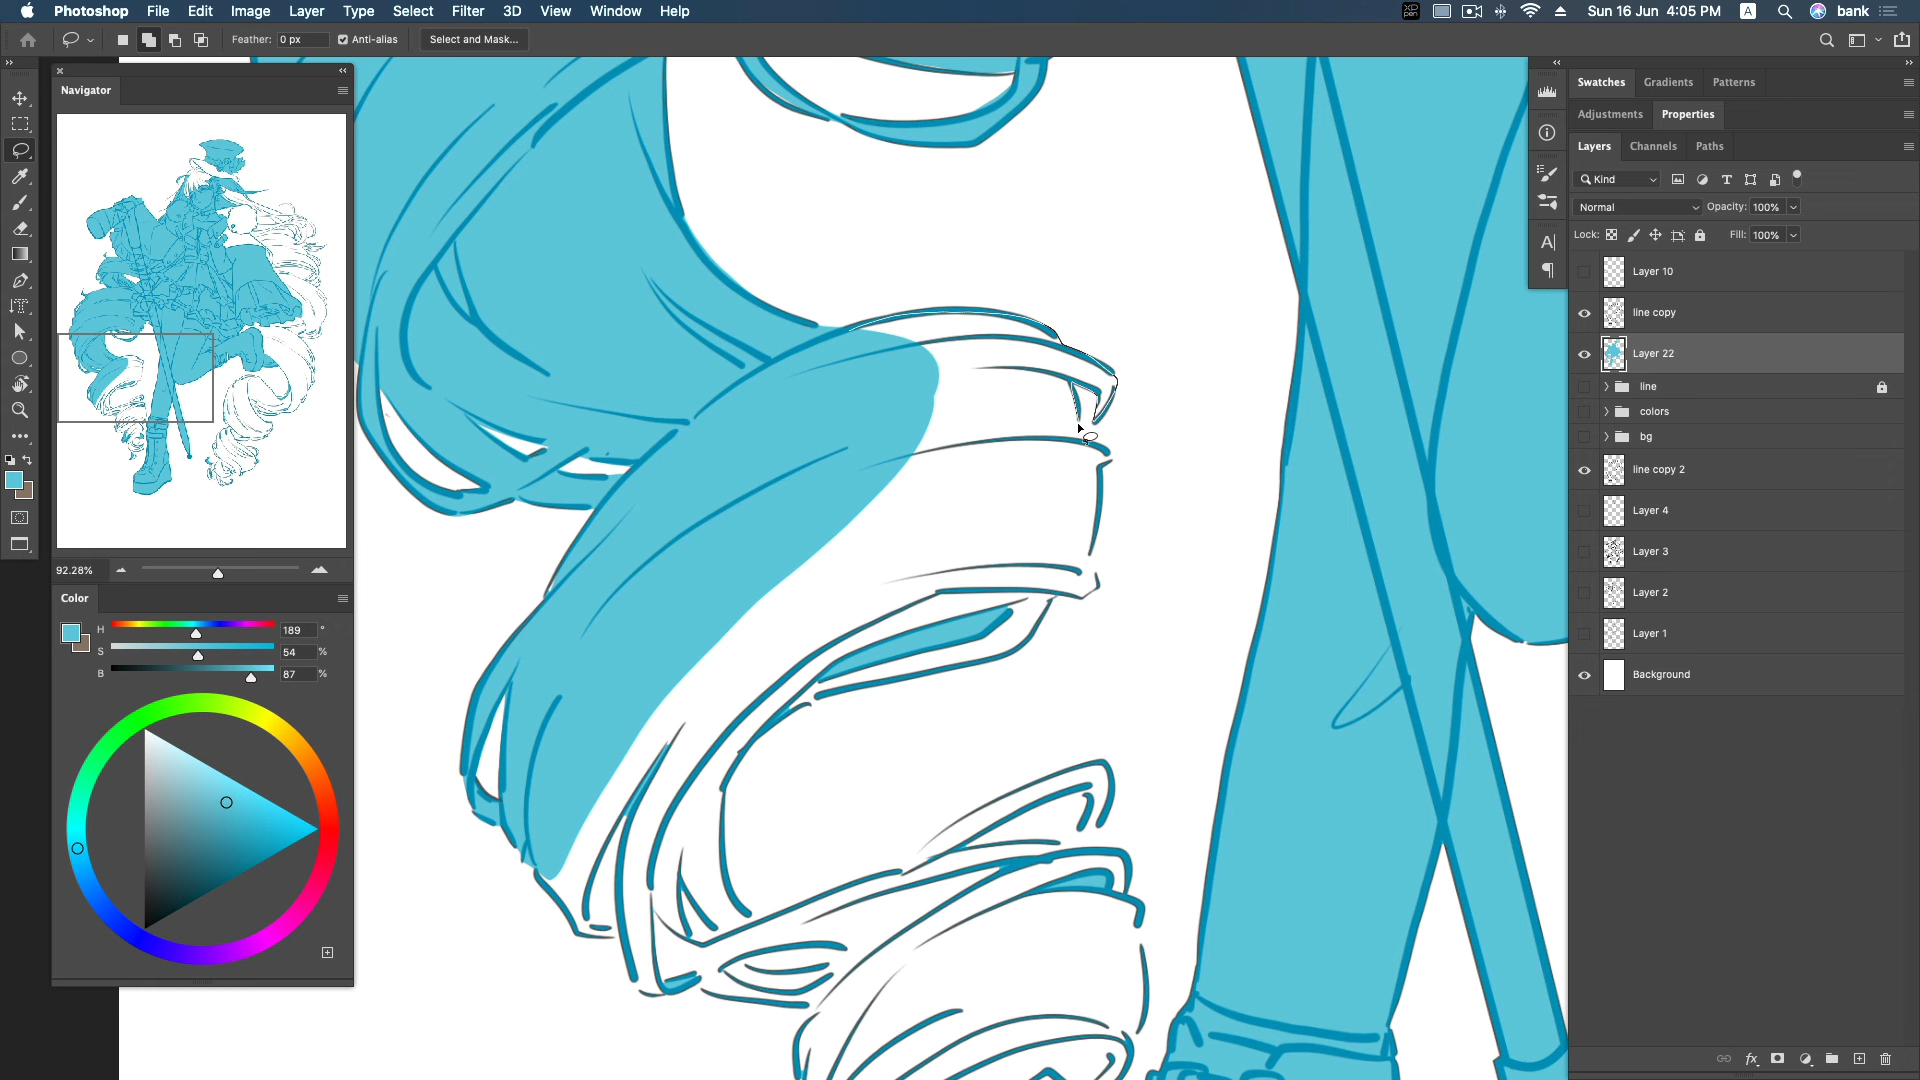 Photoshop File Edit Image Layer Type Select Filter 3D View Window Help XD pen Sun 16 Jun 4:05 PM A bank
Feather: 0 px Anti-alias Select and Mask...
Navigator
92.28%
Color
H 189 °
S 54 %
B 87 %
Swatches Gradients Patterns
Adjustments Properties
Layers Channels Paths
Kind
Normal Opacity: 100%
Lock: Fill: 100%
Layer 10
line copy
Layer 22
line
colors
bg
line copy 2
Layer 4
Layer 3
Layer 2
Layer 1
Background
fx